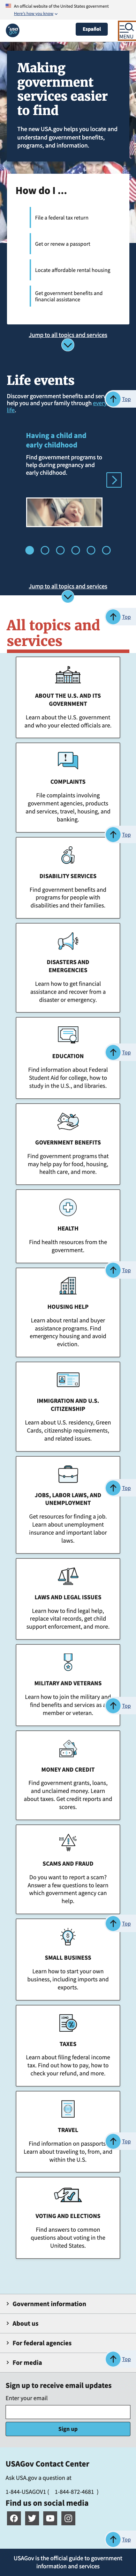 An official website of the United States government
Here's how you know
Español
MENU
Making
government
services easier
to find
The new USA.gov helps you locate and
understand government benefits,
programs, and information.
How do I ...
File a federal tax return
Get or renew a passport
Locate affordable rental housing
Get government benefits and
financial assistance
Jump to all topics and services
Life events
Discover government benefits and
help you and your family through
life.
Top
Having a child and
early childhood
Find government programs to
help during pregnancy and
early childhood.
Jump to all topics and services
Top
All topics and
services
ABOUT THE U.S. AND ITS
GOVERNMENT
Learn about the U.S. government
and who your elected officials are.
COMPLAINTS
File complaints involving
government agencies, products
and services, travel, housing, and
banking.
Top
DISABILITY SERVICES
Find government benefits and
programs for people with
disabilities and their families.
DISASTERS AND
EMERGENCIES
Learn how to get financial
assistance and recover from a
disaster or emergency.
Top
EDUCATION
Find information about Federal
Student Aid for college, how to
study in the U.S., and libraries.
GOVERNMENT BENEFITS
Find government programs that
may help pay for food, housing,
health care, and more.
HEALTH
Find health resources from the
government.
Top
HOUSING HELP
Learn about rental and buyer
assistance programs. Find
emergency housing and avoid
eviction.
IMMIGRATION AND U.S.
CITIZENSHIP
Learn about U.S. residency, Green
Cards, citizenship requirements,
and related issues.
Top
JOBS, LABOR LAWS, AND
UNEMPLOYMENT
Get resources for finding a job.
Learn about unemployment
insurance and important labor
laws.
LAWS AND LEGAL ISSUES
Learn how to find legal help,
replace vital records, get child
support enforcement, and more.
MILITARY AND VETERANS
Learn how to join the military and
find benefits and services as a
member or veteran.
Top
MONEY AND CREDIT
Find government grants, loans,
and unclaimed money. Learn
about taxes. Get credit reports and
scores.
SCAMS AND FRAUD
Do you want to report a scam?
Answer a few questions to learn
which government agency can
help.
Top
SMALL BUSINESS
Learn how to start your own
business, including imports and
exports.
TAXES
Learn about filing federal income
tax. Find out how to pay, how to
check your refund, and more.
TRAVEL
Find information on passports
Learn about traveling to, from, and
within the U.S.
Top
VOTING AND ELECTIONS
Find answers to common
questions about voting in the
United States.
Government information
About us
For federal agencies
For media
Top
Sign up to receive email updates
Enter your email
Sign up
USAGov Contact Center
Ask USA.gov a question at
1-844-USAGOV1 ( 1-844-872-4681 )
Find us on social media
Top
USAGov is the official guide to government
information and services